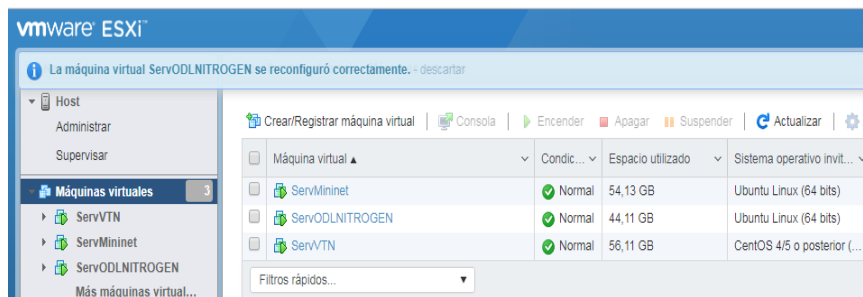 vmware ESXi™
La máquina virtual ServODLNITROGEN se reconfiguró correctamente. - descartar
Host
Administrar
Supervisar
Máquinas virtuales 3
ServVTN
ServMininet
ServODLNITROGEN
Más máquinas virtual...
Crear/Registrar máquina virtual Consola Encender Apagar Suspender Actualizar
Máquina virtual Condic... Espacio utilizado Sistema operativo invit...
ServMininet Normal 54,13 GB Ubuntu Linux (64 bits)
ServODLNITROGEN Normal 44,11 GB Ubuntu Linux (64 bits)
ServVTN Normal 56,11 GB CentOS 4/5 o posterior (...
Filtros rápidos...